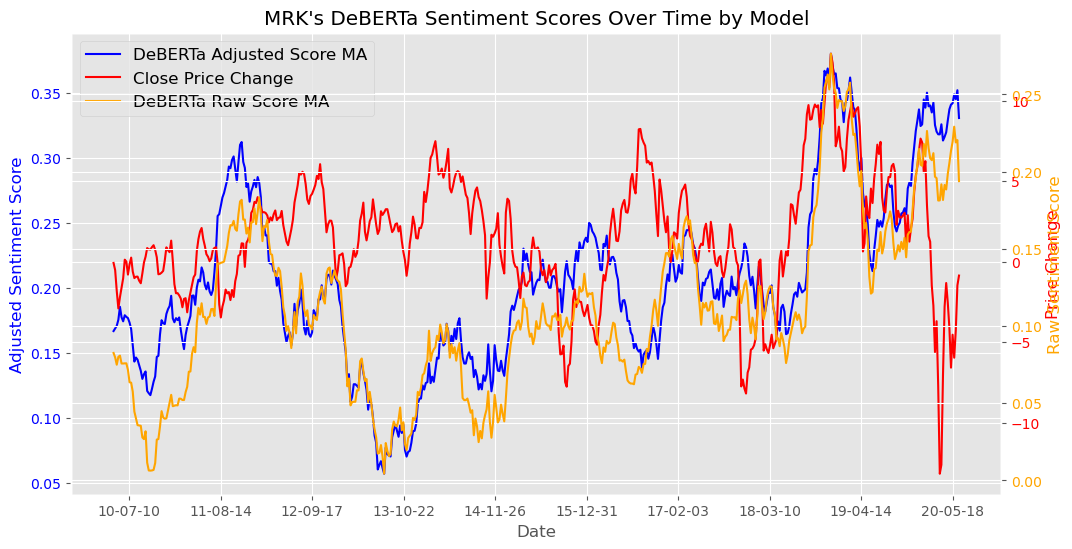 MRK's DeBERTa Sentiment Scores Over Time by Model
DeBERTa Adjusted Score MA
Close Price Change
DeBERTa Raw Score MA
Adjusted Sentiment Score
0.35
0.30
0.25
0.20
0.15
0.10
0.05
10
5
0
−5
−10
Price Change
0.25
0.20
0.15
0.10
0.05
0.00
Raw Sentiment Score
10-07-10 11-08-14 12-09-17 13-10-22 14-11-26 15-12-31 17-02-03 18-03-10 19-04-14 20-05-18
Date